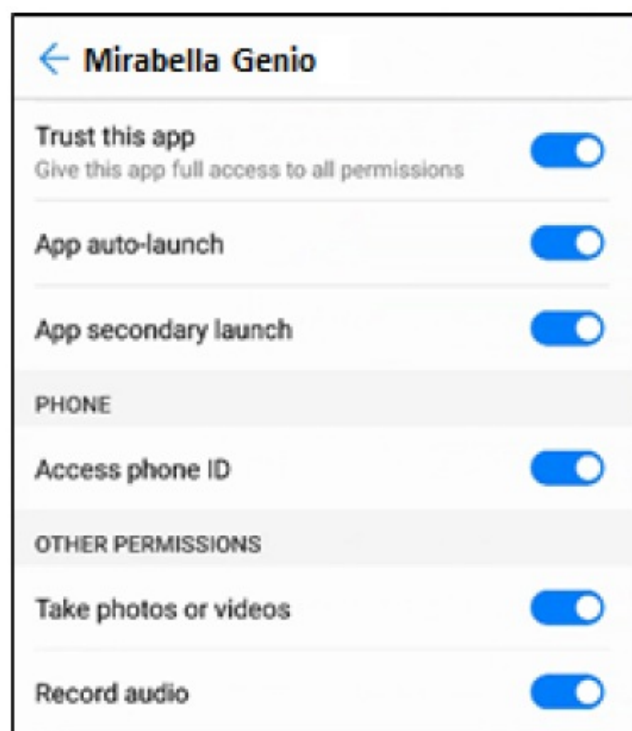 Mirabella Genio
Trust this app
Give this app full access to all permissions
App auto-launch
App secondary launch
PHONE
Access phone ID
OTHER PERMISSIONS
Take photos or videos
Record audio